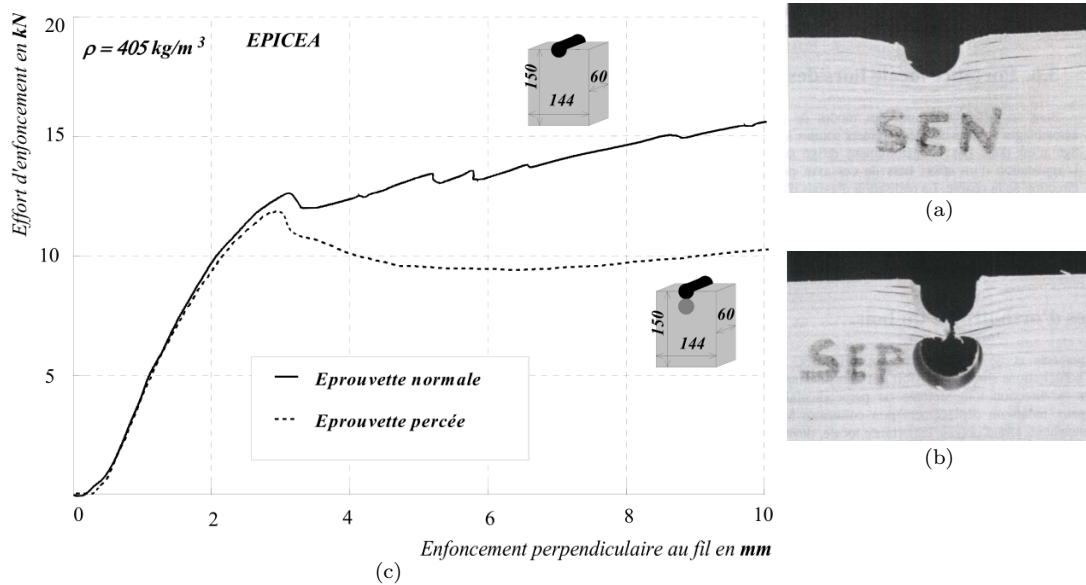 Effort d'enfoncement en kN
20
15
10
5
ρ = 405 kg/m³
EPICEA
150
144
60
150
144
60
Eprouvette normale
Eprouvette percée
0
2
4
6
8
10
Enfoncement perpendiculaire au fil en mm
(c)
SEN
(a)
SEP
(b)